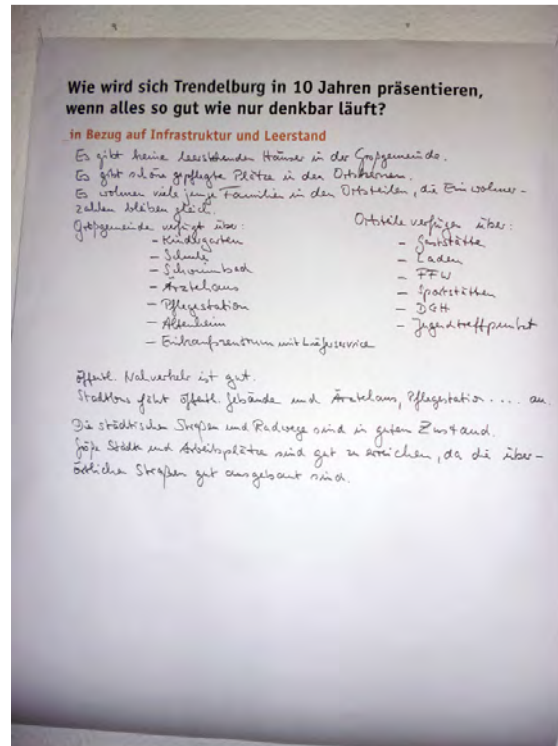 Wie wird sich Trendelburg in 10 Jahren präsentieren,
wenn alles so gut wie nur denkbar läuft?
in Bezug auf Infrastruktur und Leerstand
Es gibt keine leerstehenden Häuser in der Großgemeinde.
Es gibt schöne gepflegte Plätze in den Ortskernen.
Es wohnen viele junge Familien in den Ortsteilen, die Einwohner-
zahlen bleiben gleich.
Großgemeinde verfügt über:
- Kindergarten
- Schule
- Schwimmbad
- Ärztehaus
- Pflegestation
- Altenheim
- Einkaufszentrum mit Lieferservice
Ortsteile verfügen über:
- Gaststätte
- Laden
- FFW
- Sportstätten
- DGH
- Jugendtreffpunkt
öffentl. Nahverkehr ist gut.
Stadtbus fährt öffentl. Gebäude und Ärztehaus, Pflegestation .... an.
Die städtischen Straßen und Radwege sind in gutem Zustand.
große Städte und Arbeitsplätze sind gut zu erreichen, da die über-
örtlichen Straßen gut ausgebaut sind.